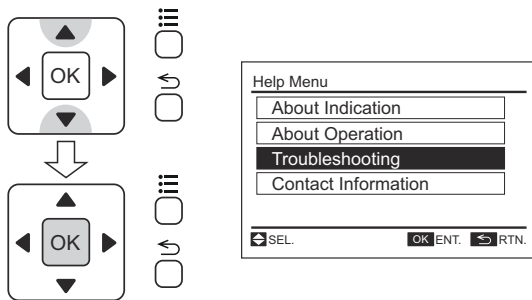 OK
OK
Help Menu
About Indication
About Operation
Troubleshooting
Contact Information
SEL. OK ENT. RTN.